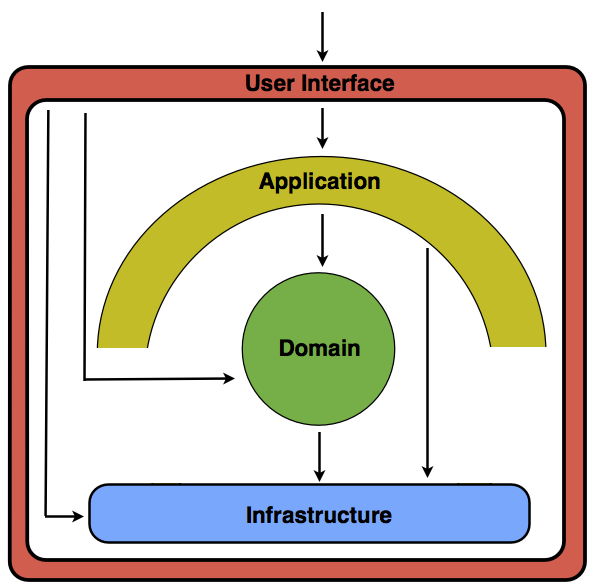 User Interface
Application
Domain
Infrastructure